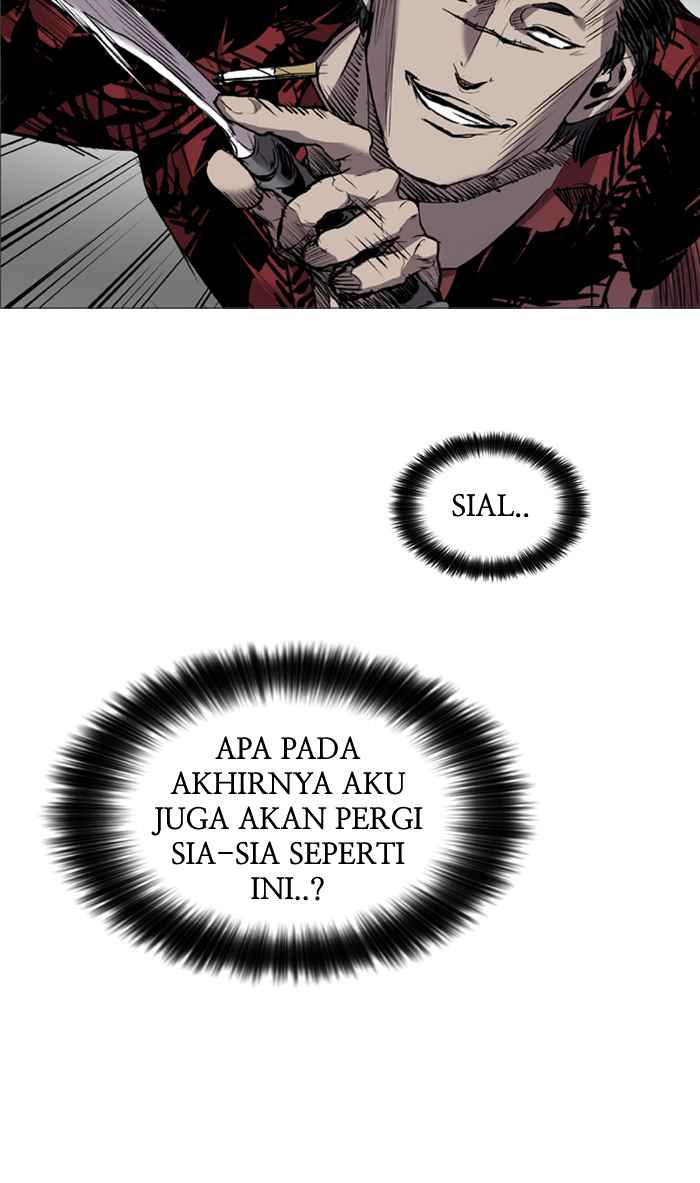 SIAL..
APA PADA
AKHIRNYA AKU
JUGA AKAN PERGI
SIA-SIA SEPERTI
INI..?